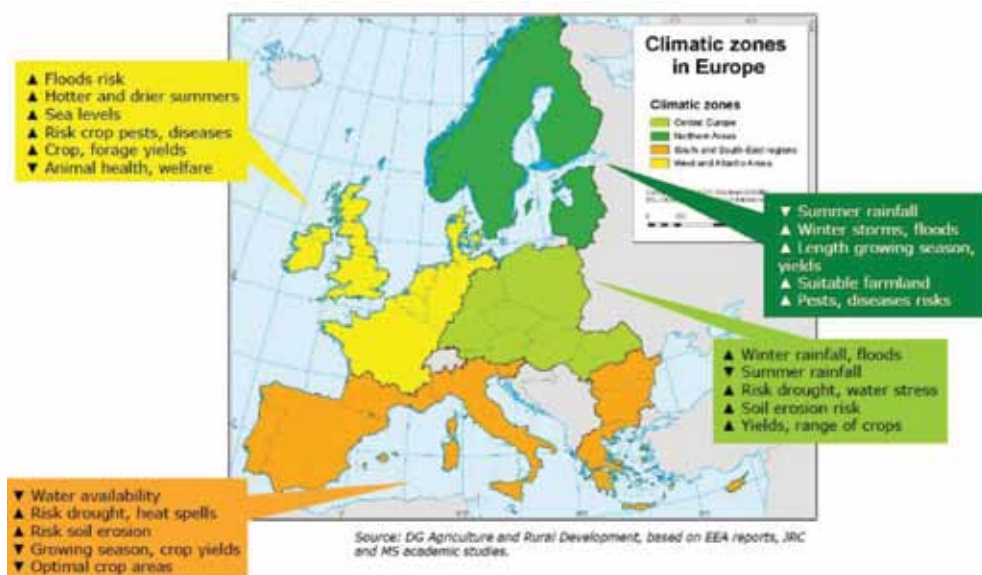 Climatic zones
in Europe
Climatic zones
Central Europe
Northern Areas
South and South-East regions
West and Atlantic Areas
▲ Floods risk
▲ Hotter and drier summers
▲ Sea levels
▲ Risk crop pests, diseases
▲ Crop, forage yields
▼ Animal health, welfare
▼ Summer rainfall
▲ Winter storms, floods
▲ Length growing season,
yields
▲ Suitable farmland
▲ Pests, diseases risks
▲ Winter rainfall, floods
▼ Summer rainfall
▲ Risk drought, water stress
▲ Soil erosion risk
▲ Yields, range of crops
▼ Water availability
▲ Risk drought, heat spells
▲ Risk soil erosion
▼ Growing season, crop yields
▼ Optimal crop areas
Source: DG Agriculture and Rural Development, based on EEA reports, JRC
and MS academic studies.